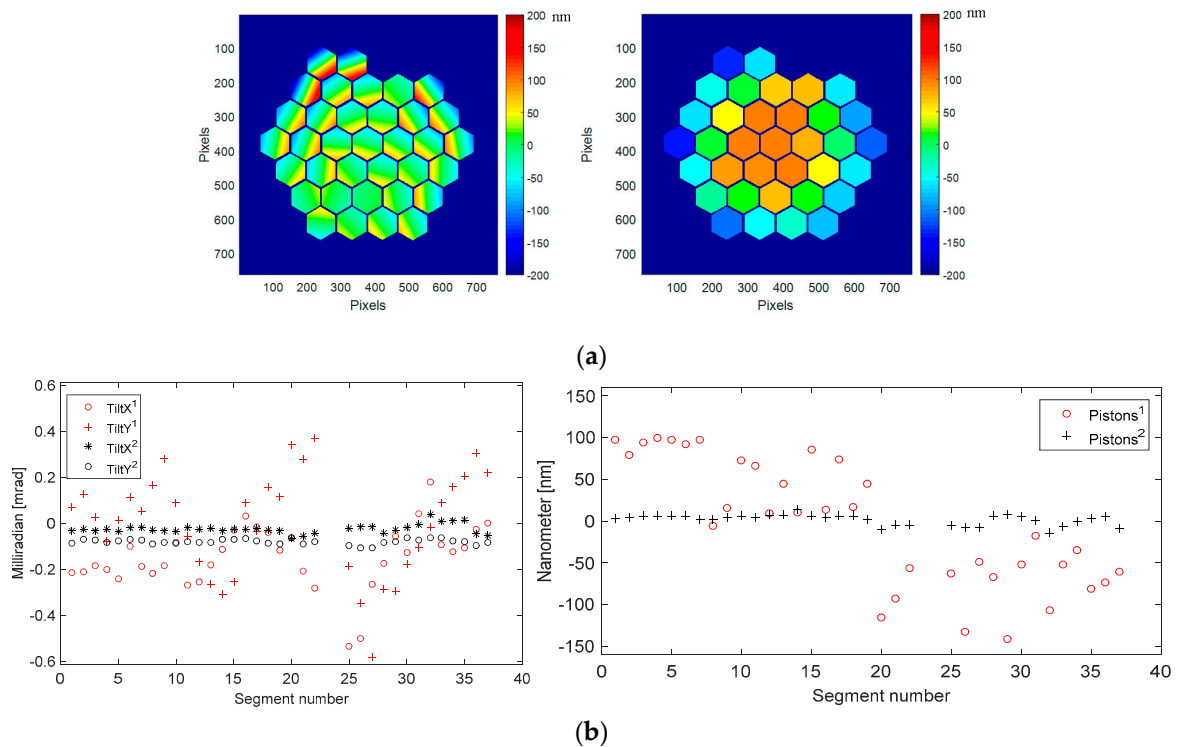 200 nm
150
100
50
0
-50
-100
-150
-200
100
200
300
400
500
600
700
Pixels
100 200 300 400 500 600 700
Pixels
200 nm
150
100
50
0
-50
-100
-150
-200
100
200
300
400
500
600
700
Pixels
100 200 300 400 500 600 700
Pixels
(a)
0.6
0.4
0.2
0
-0.2
-0.4
-0.6
Milliradian [mrad]
TiltX¹
TiltY¹
TiltX²
TiltY²
0 5 10 15 20 25 30 35 40
Segment number
150
100
50
0
-50
-100
-150
Nanometer [nm]
Pistons¹
Pistons²
0 5 10 15 20 25 30 35 40
Segment number
(b)